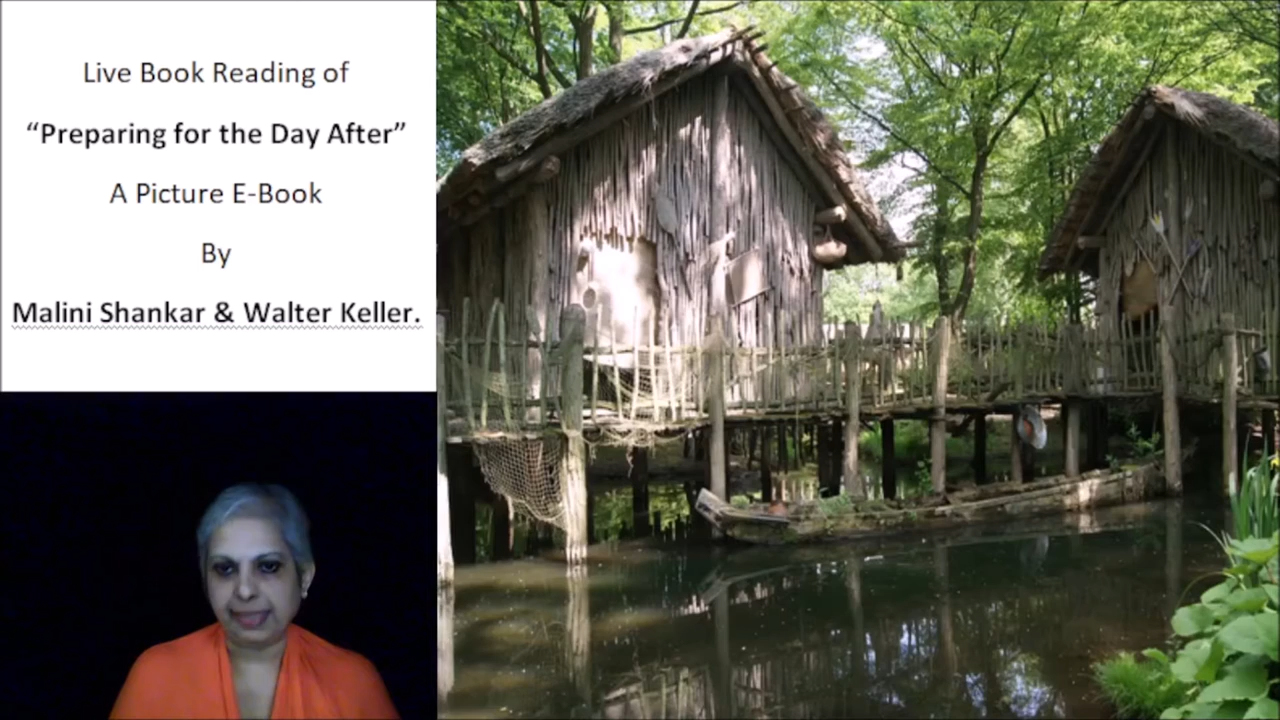 Live Book Reading of
“Preparing for the Day After”
A Picture E-Book
By
Malini Shankar & Walter Keller.